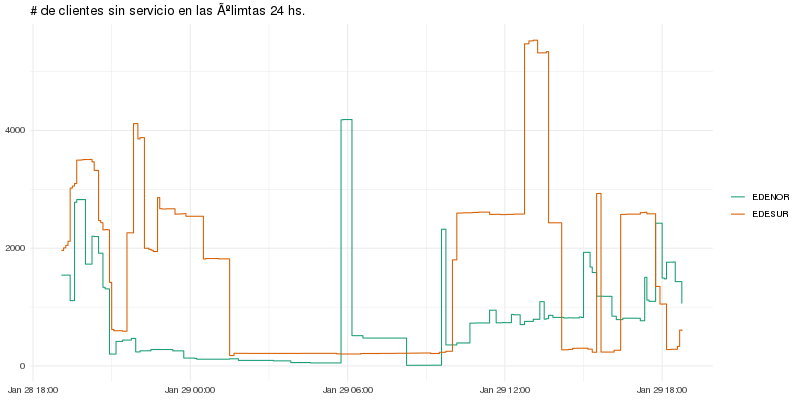 # de clientes sin servicio en las Ãºlimtas 24 hs.
4000
2000
0
Jan 28 18:00 Jan 29 00:00 Jan 29 06:00 Jan 29 12:00 Jan 29 18:00
EDENOR
EDESUR